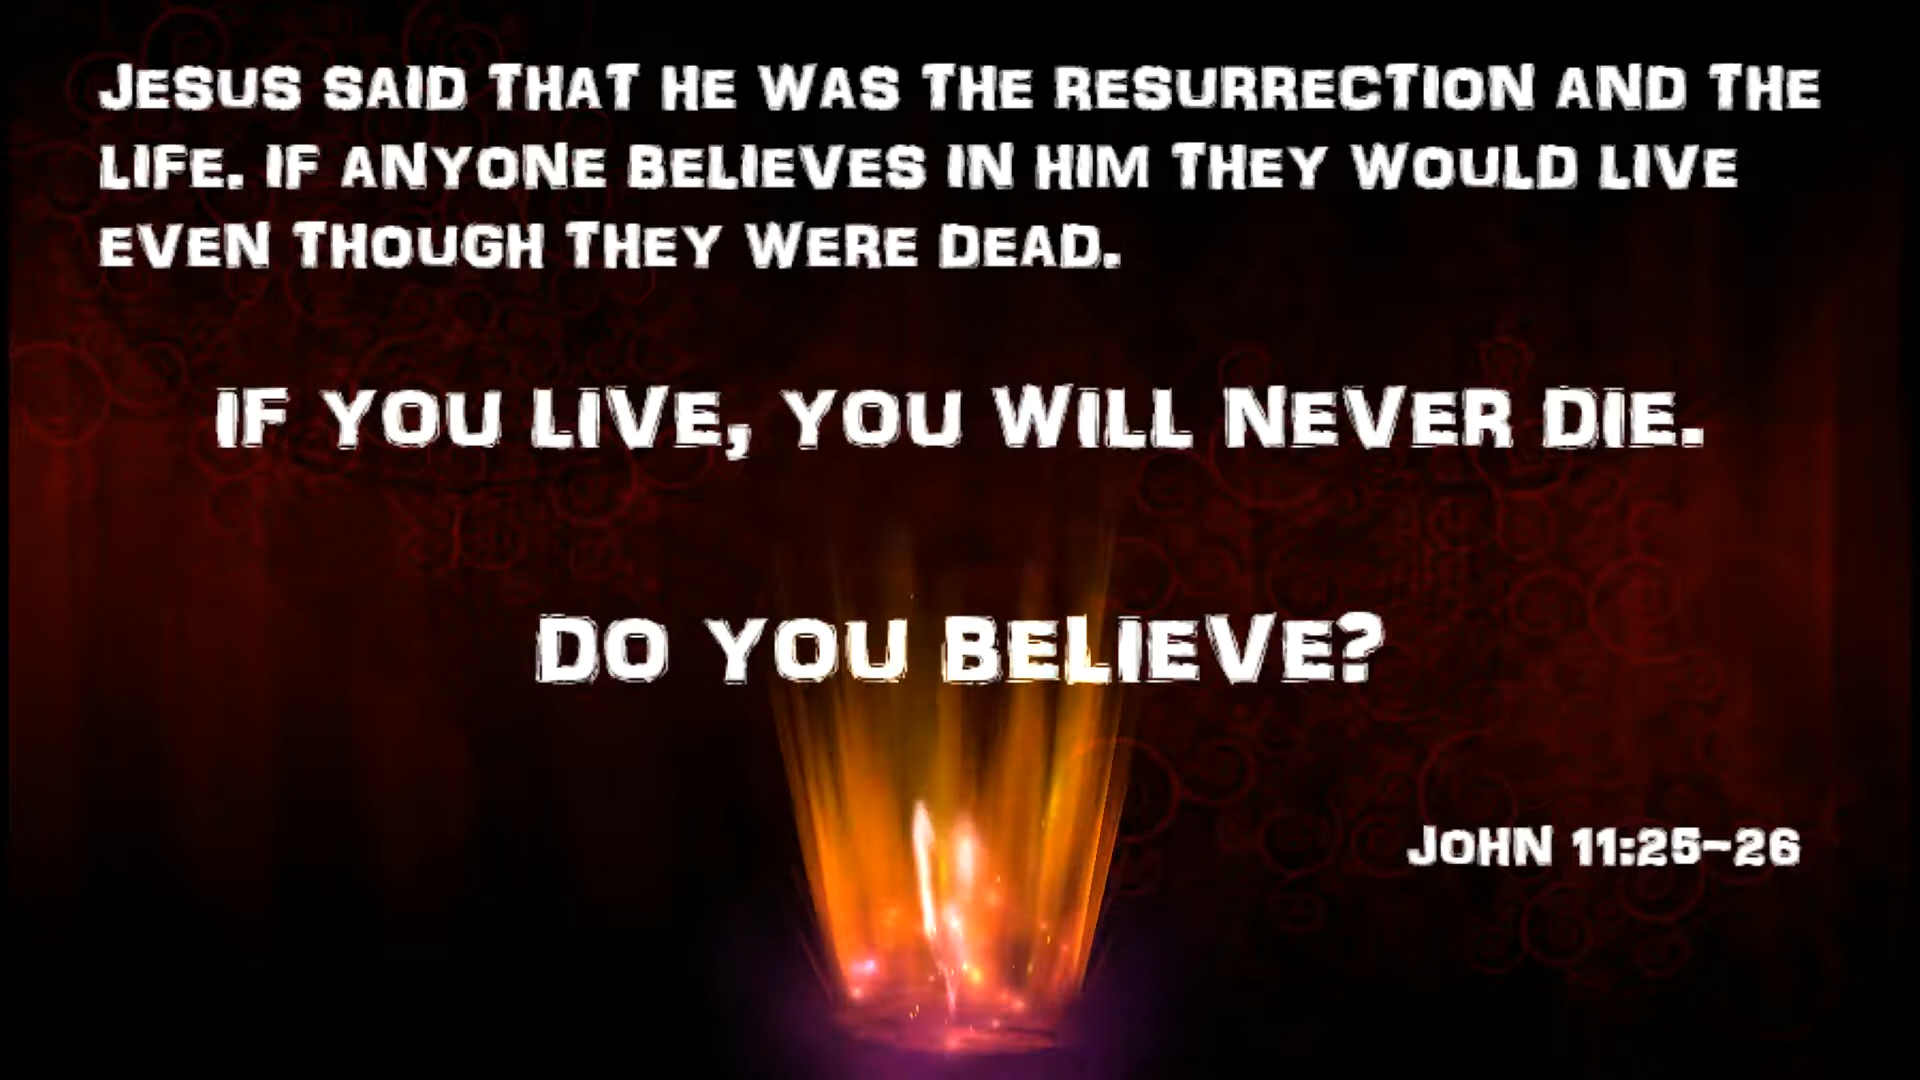 JESUS SAID THAT HE WAS THE RESURRECTION AND THE
LIFE. IF ANYONE BELIEVES IN HIM THEY WOULD LIVE
EVEN THOUGH THEY WERE DEAD.
IF YOU LIVE, YOU WILL NEVER DIE.
DO YOU BELIEVE?
JOHN 11:25-26